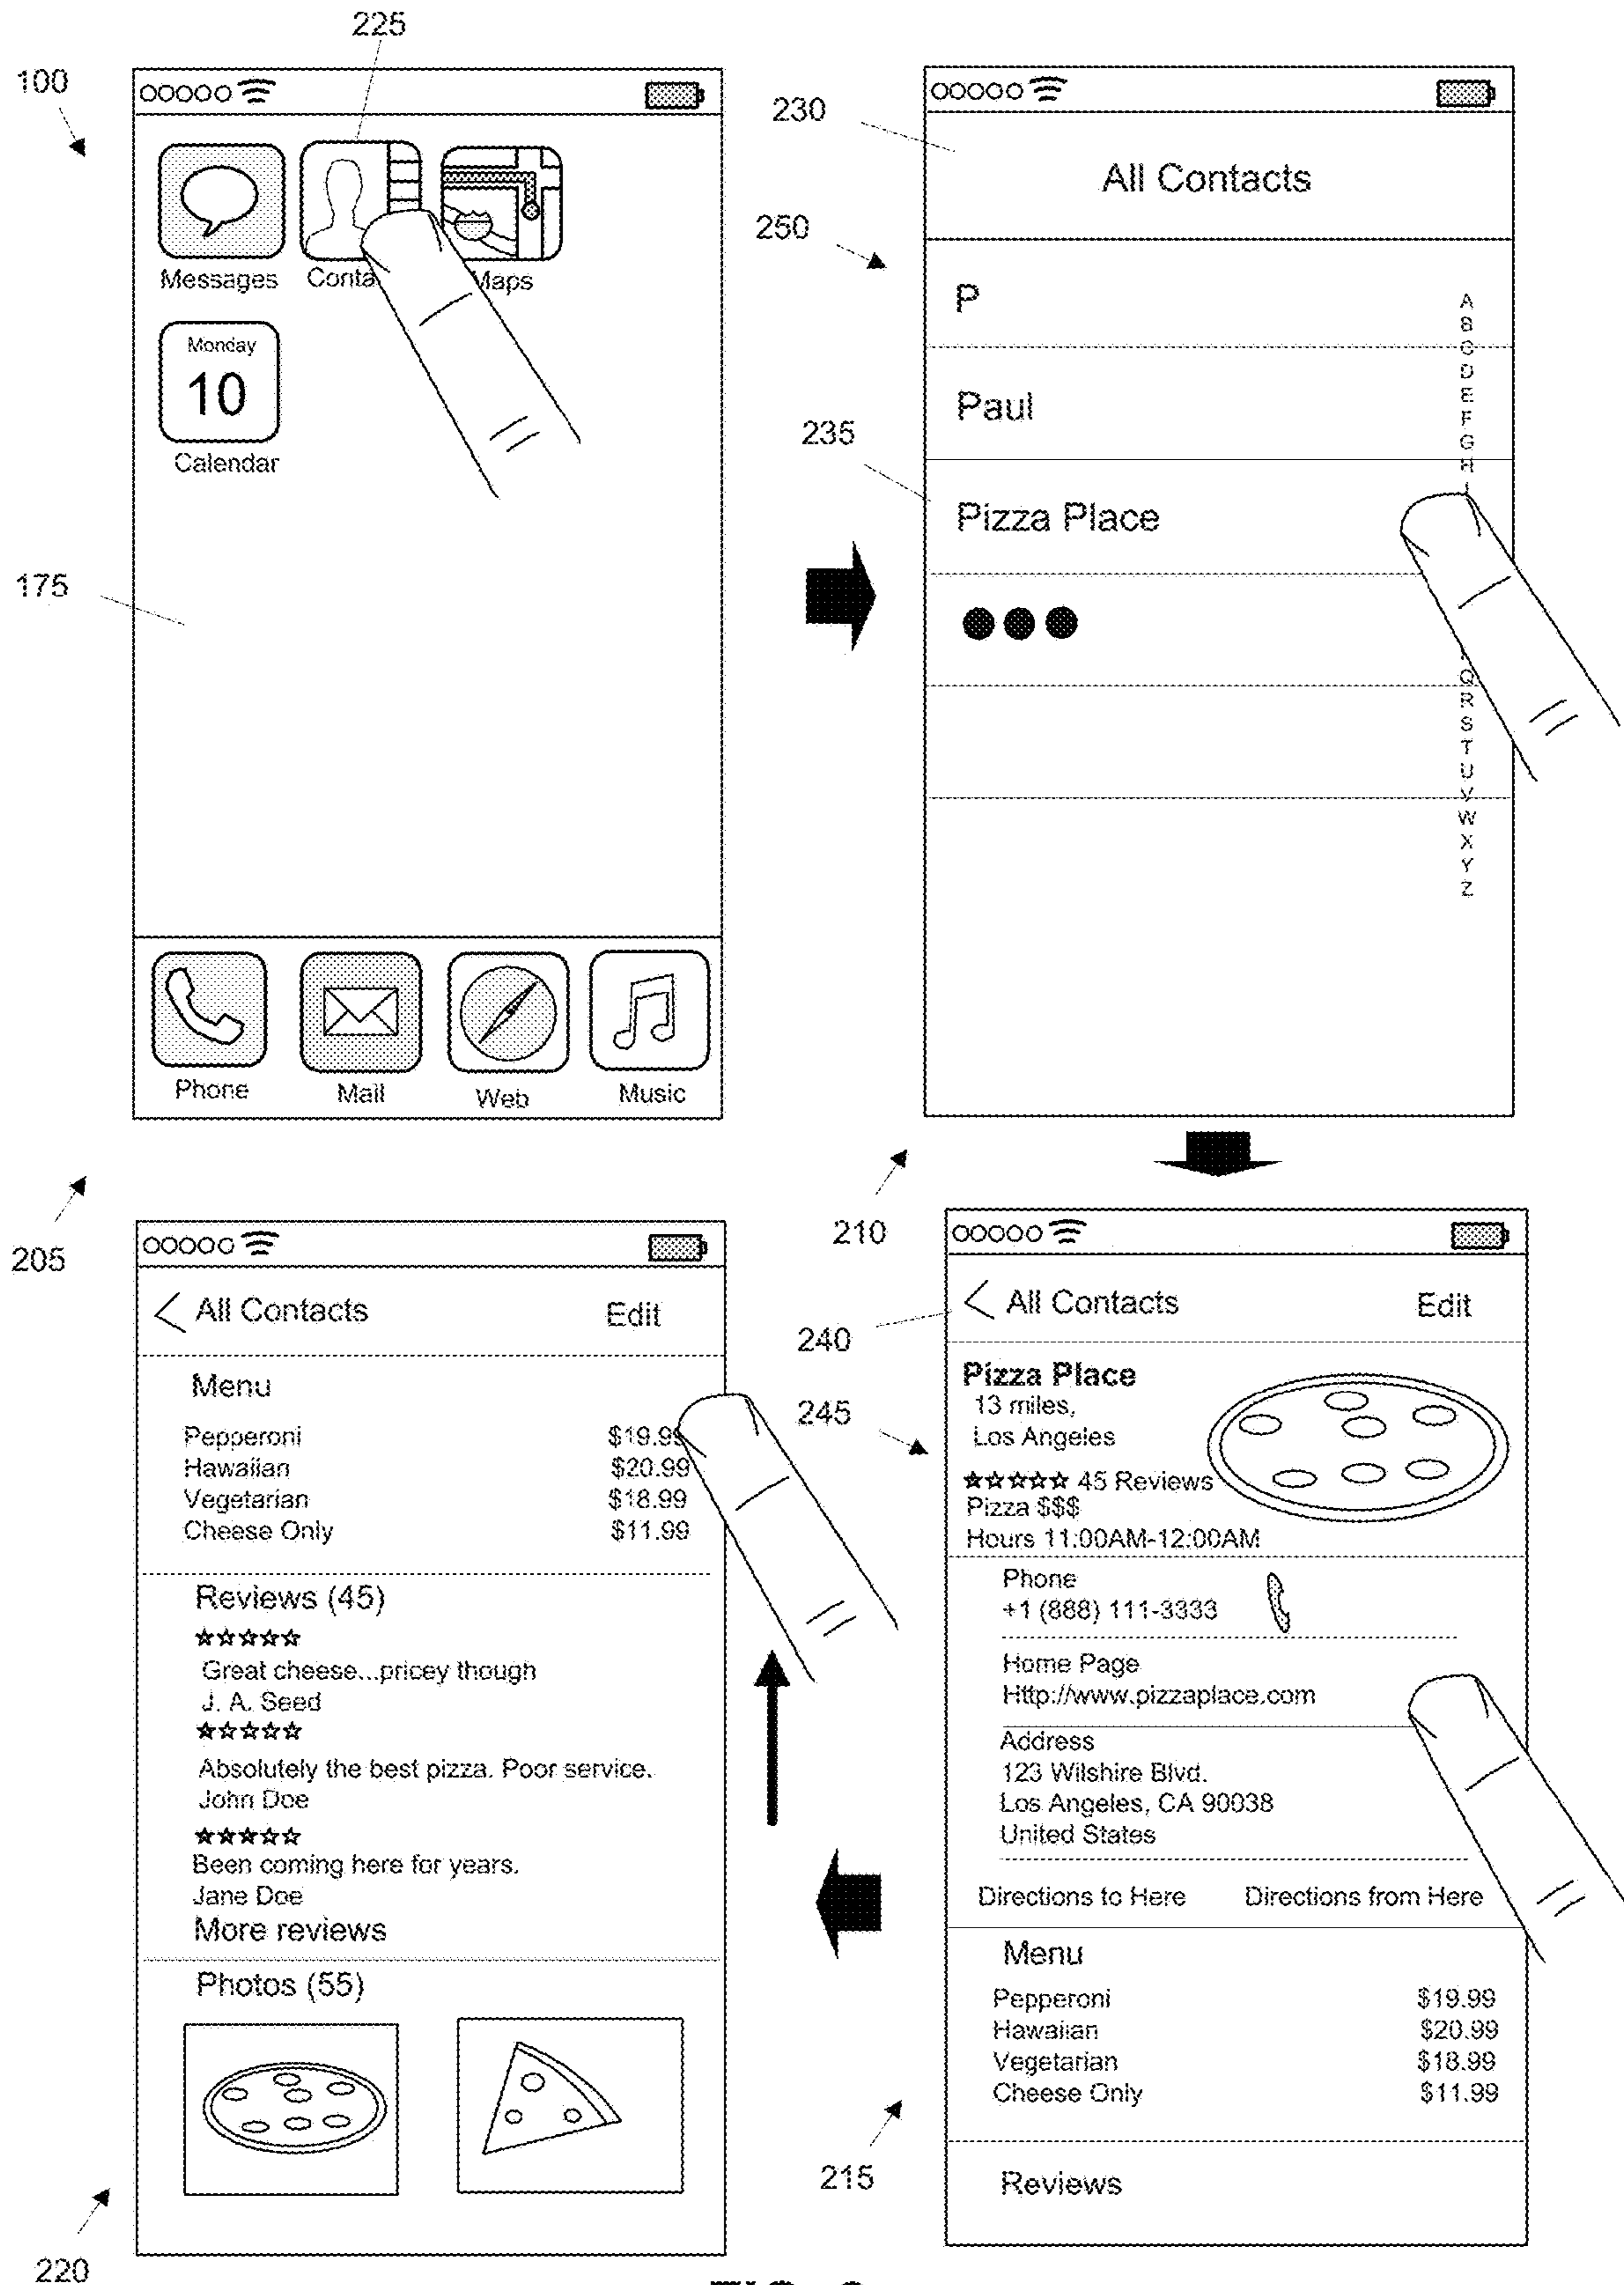 225
100
Messages
Conta
Maps
Monday
10
Calendar
175
Phone
Mail
Web
Music
205
230
All Contacts
250
P
Paul
235
Pizza Place
A
B
C
D
E
F
G
H
I
Q
R
S
T
U
V
W
X
Y
Z
210
240
< All Contacts Edit
245
Pizza Place
13 miles,
Los Angeles
☆☆☆☆☆ 45 Reviews
Pizza $$$
Hours 11:00AM-12:00AM
Phone
+1 (888) 111-3333
Home Page
Http://www.pizzaplace.com
Address
123 Wilshire Blvd.
Los Angeles, CA 90038
United States
Directions to Here Directions from Here
Menu
Pepperoni $19.99
Hawaiian $20.99
Vegetarian $18.99
Cheese Only $11.99
Reviews
215
< All Contacts Edit
Menu
Pepperoni $19.99
Hawaiian $20.99
Vegetarian $18.99
Cheese Only $11.99
Reviews (45)
☆☆☆☆☆
Great cheese...pricey though
J. A. Seed
☆☆☆☆☆
Absolutely the best pizza. Poor service.
John Doe
☆☆☆☆☆
Been coming here for years.
Jane Doe
More reviews
Photos (55)
220